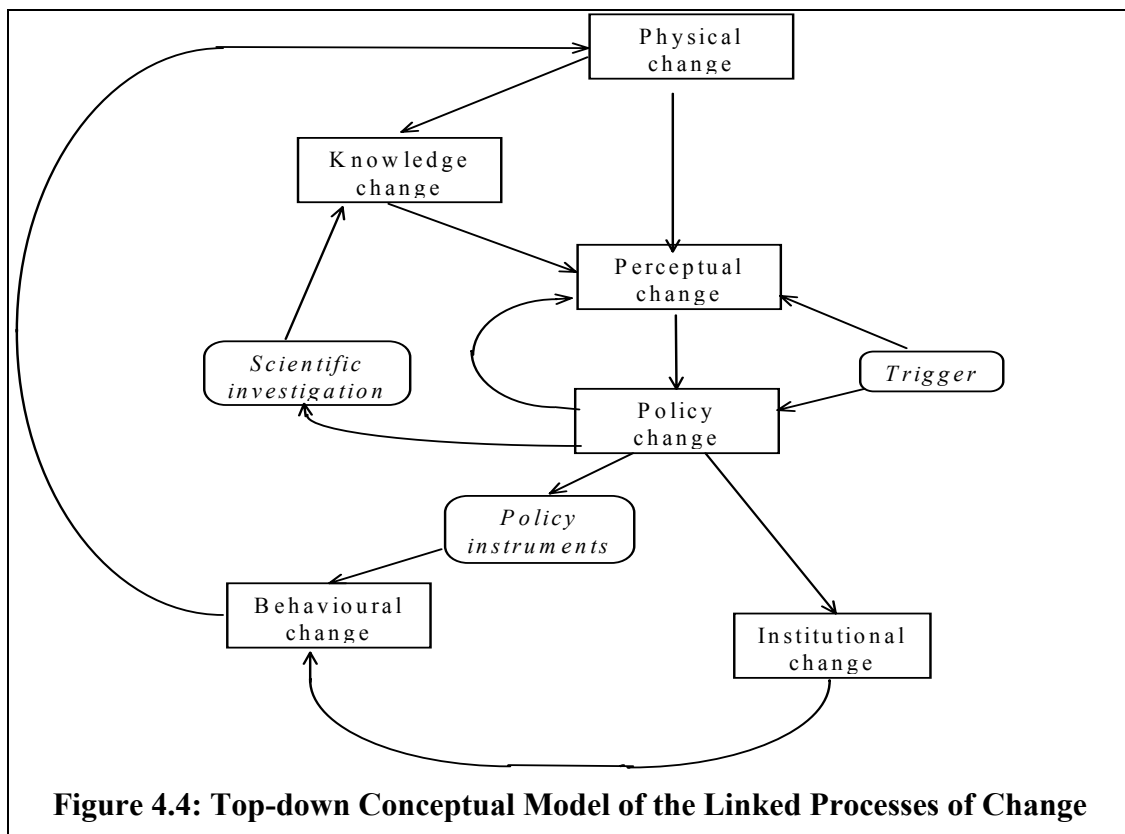 Physical
change
Knowledge
change
Perceptual
change
Scientific
investigation
Trigger
Policy
change
Policy
instruments
Behavioural
change
Institutional
change
Figure 4.4: Top-down Conceptual Model of the Linked Processes of Change